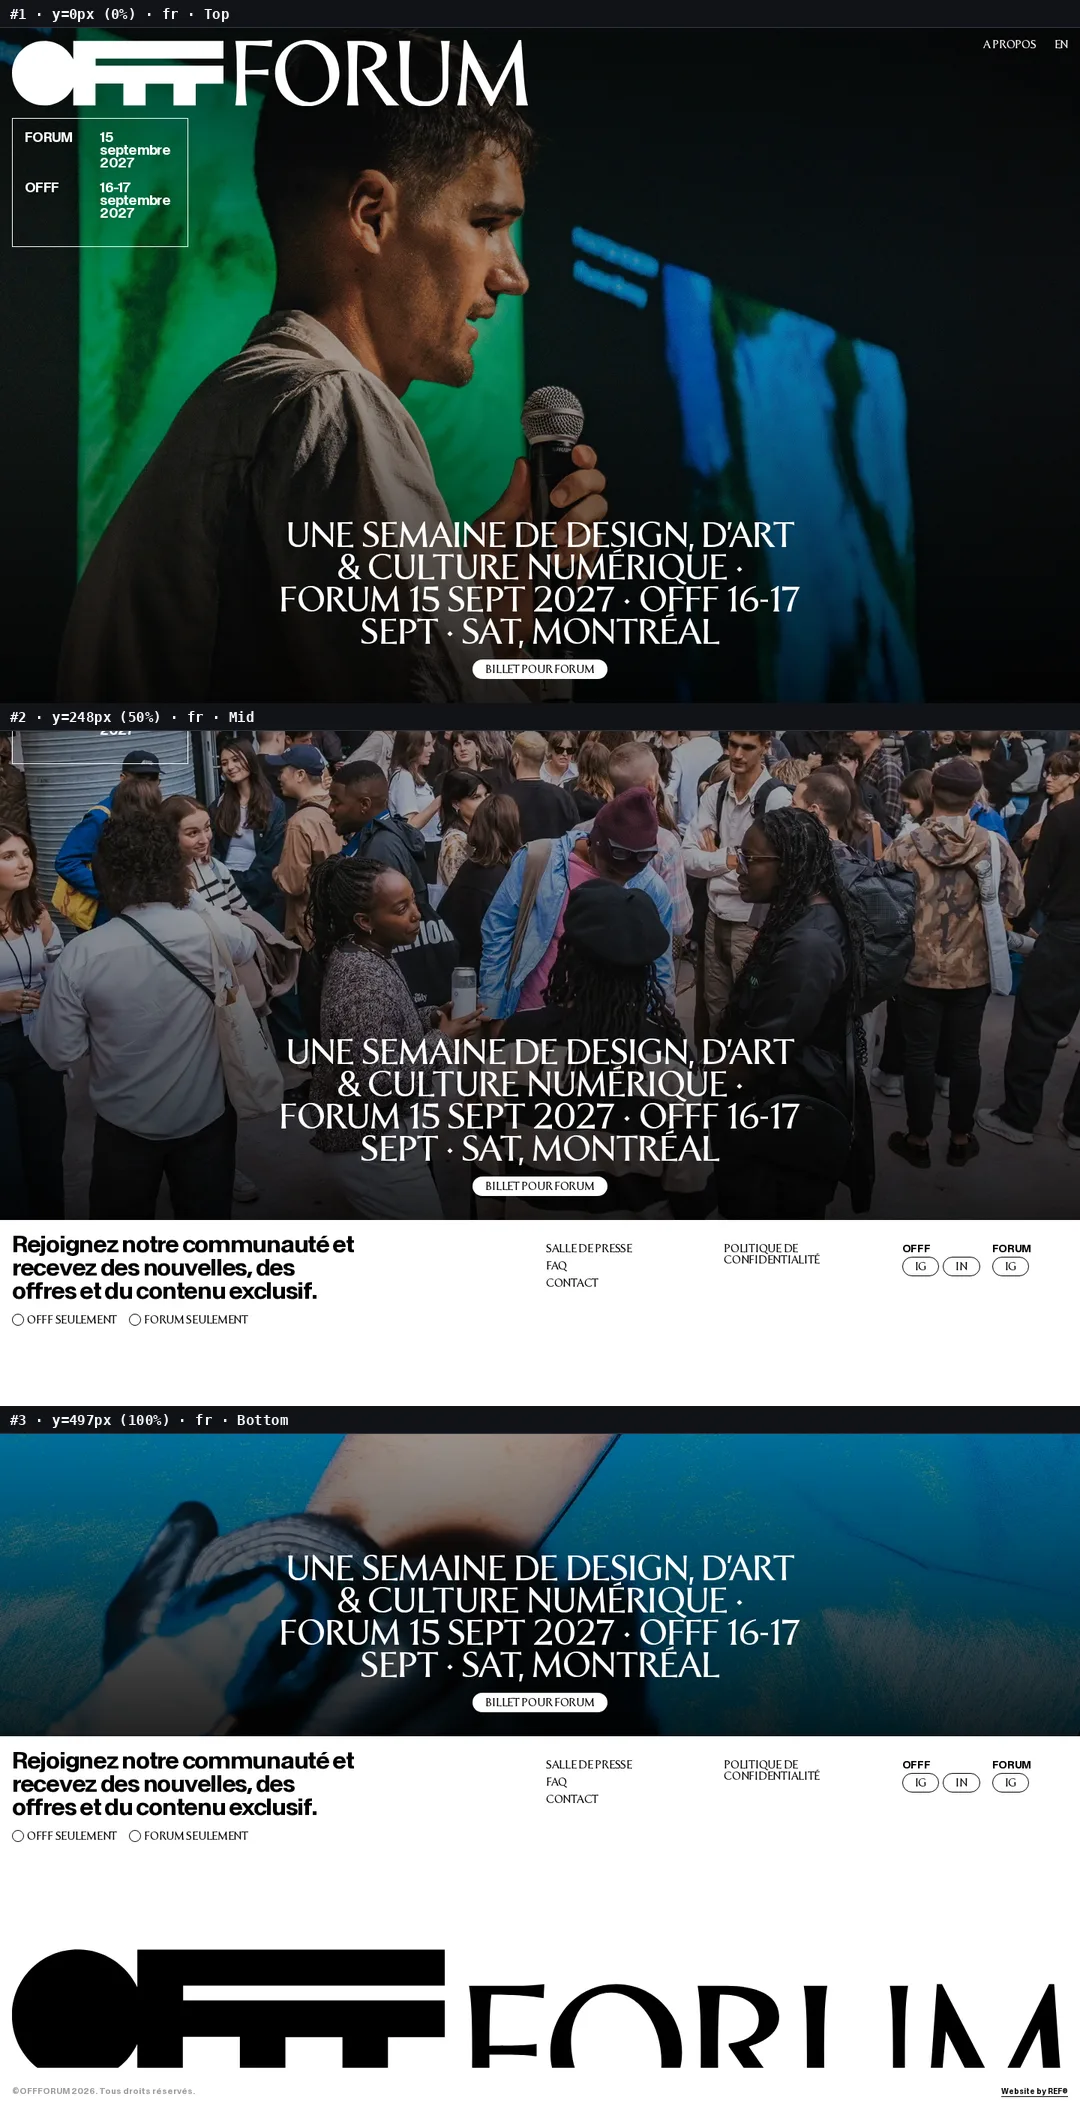 #1 · y=0px (0%) · fr · Top
OFFFFORUM
A PROPOS EN
FORUM 15
septembre
2027
OFFF 16-17
septembre
2027
UNE SEMAINE DE DESIGN, D'ART
& CULTURE NUMÉRIQUE ·
FORUM 15 SEPT 2027 · OFFF 16-17
SEPT · SAT, MONTRÉAL
BILLET POUR FORUM
#2 · y=248px (50%) · fr · Mid
2027
UNE SEMAINE DE DESIGN, D'ART
& CULTURE NUMÉRIQUE ·
FORUM 15 SEPT 2027 · OFFF 16-17
SEPT · SAT, MONTRÉAL
BILLET POUR FORUM
Rejoignez notre communauté et
recevez des nouvelles, des
offres et du contenu exclusif.
OFFF SEULEMENT FORUM SEULEMENT
SALLE DE PRESSE
FAQ
CONTACT
POLITIQUE DE
CONFIDENTIALITÉ
OFFF FORUM
IG IN IG
#3 · y=497px (100%) · fr · Bottom
UNE SEMAINE DE DESIGN, D'ART
& CULTURE NUMÉRIQUE ·
FORUM 15 SEPT 2027 · OFFF 16-17
SEPT · SAT, MONTRÉAL
BILLET POUR FORUM
Rejoignez notre communauté et
recevez des nouvelles, des
offres et du contenu exclusif.
OFFF SEULEMENT FORUM SEULEMENT
SALLE DE PRESSE
FAQ
CONTACT
POLITIQUE DE
CONFIDENTIALITÉ
OFFF FORUM
IG IN IG
OFFFFORUM
©OFFFORUM 2026. Tous droits réservés.
Website by REF®